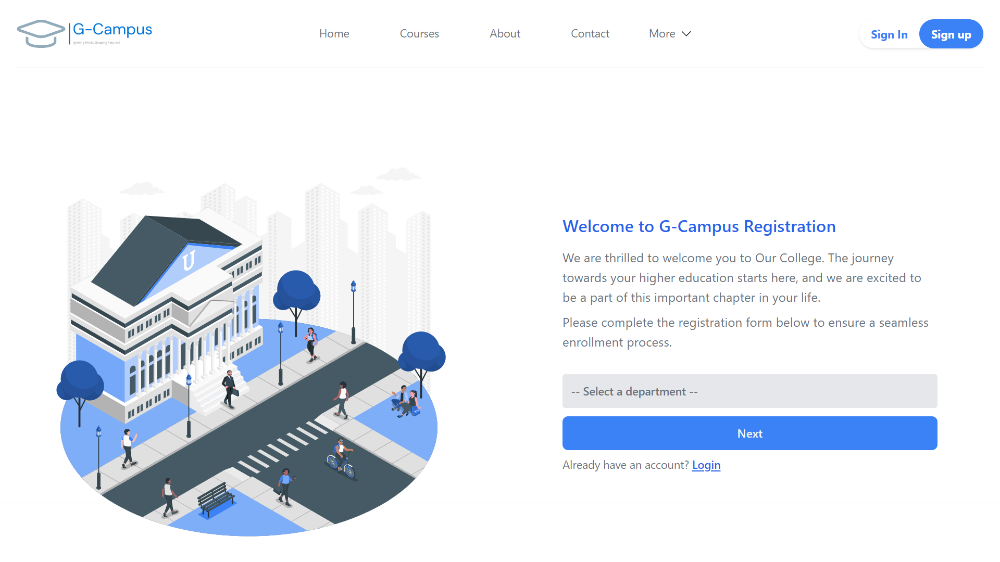 G-Campus
Igniting Minds, Shaping Futures!
Home
Courses
About
Contact
More
Sign In
Sign up
U
Welcome to G-Campus Registration
We are thrilled to welcome you to Our College. The journey
towards your higher education starts here, and we are excited to
be a part of this important chapter in your life.
Please complete the registration form below to ensure a seamless
enrollment process.
-- Select a department --
Next
Already have an account? Login